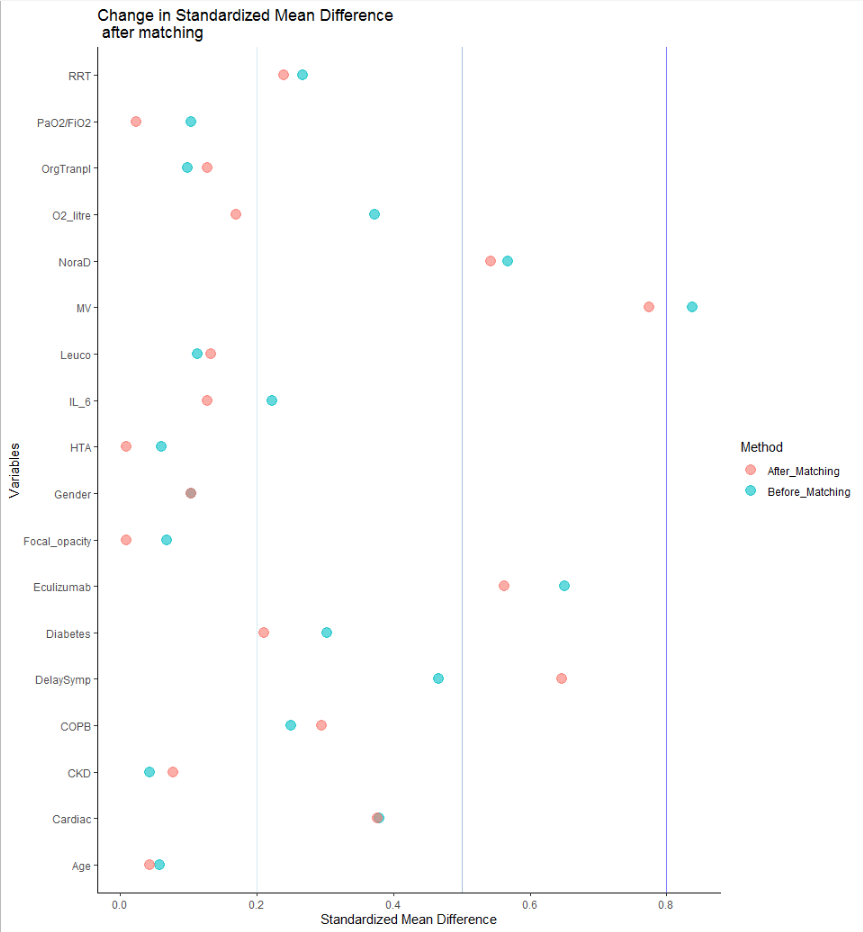 Change in Standardized Mean Difference
after matching
RRT
PaO2/FiO2
OrgTranpl
O2_litre
NoraD
MV
Leuco
IL_6
HTA
Gender
Focal_opacity
Eculizumab
Diabetes
DelaySymp
COPB
CKD
Cardiac
Age
Variables
0.0 0.2 0.4 0.6 0.8
Standardized Mean Difference
Method
After_Matching
Before_Matching